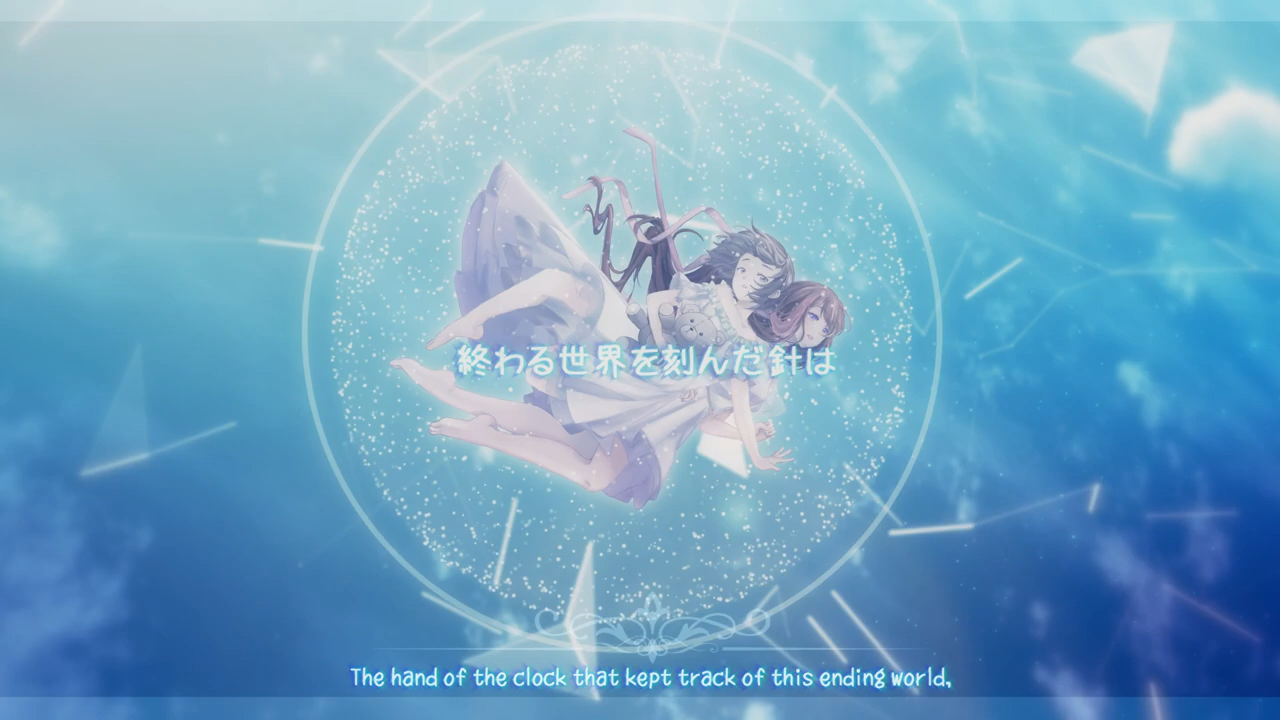 終わる世界を刻んだ針は
The hand of the clock that kept track of this ending world,